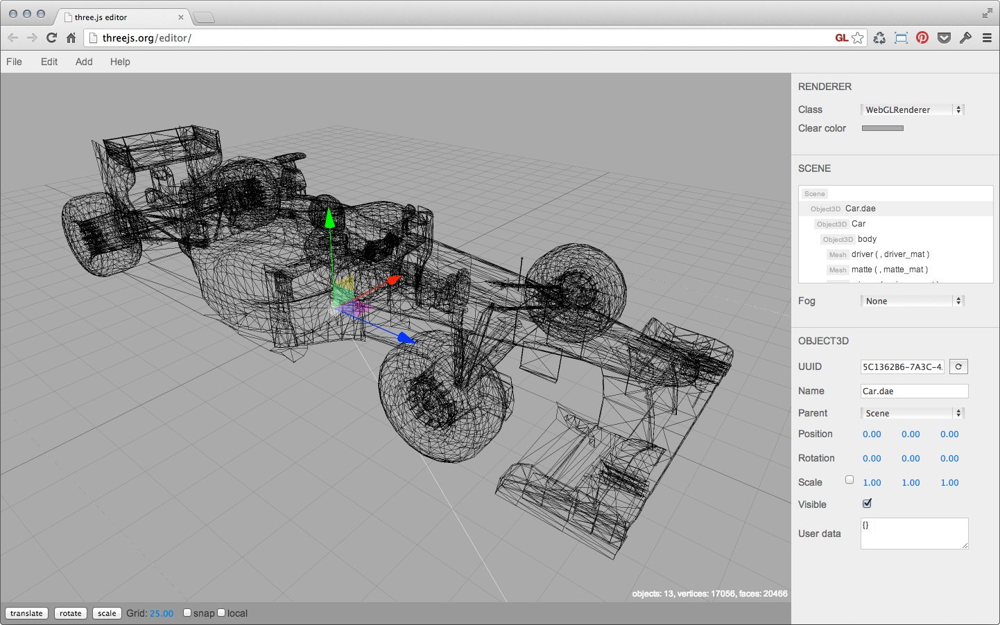 three.js editor
threejs.org/editor/
GL
File Edit Add Help
RENDERER
Class WebGLRenderer
Clear color
SCENE
Scene
Object3D Car.dae
Object3D Car
Object3D body
Mesh driver ( , driver_mat )
Mesh matte ( , matte_mat )
Fog None
OBJECT3D
UUID 5C1362B6-7A3C-4
Name Car.dae
Parent Scene
Position 0.00 0.00 0.00
Rotation 0.00 0.00 0.00
Scale 1.00 1.00 1.00
Visible
User data {}
objects: 13, vertices: 17056, faces: 20466
translate rotate scale Grid: 25.00 snap local